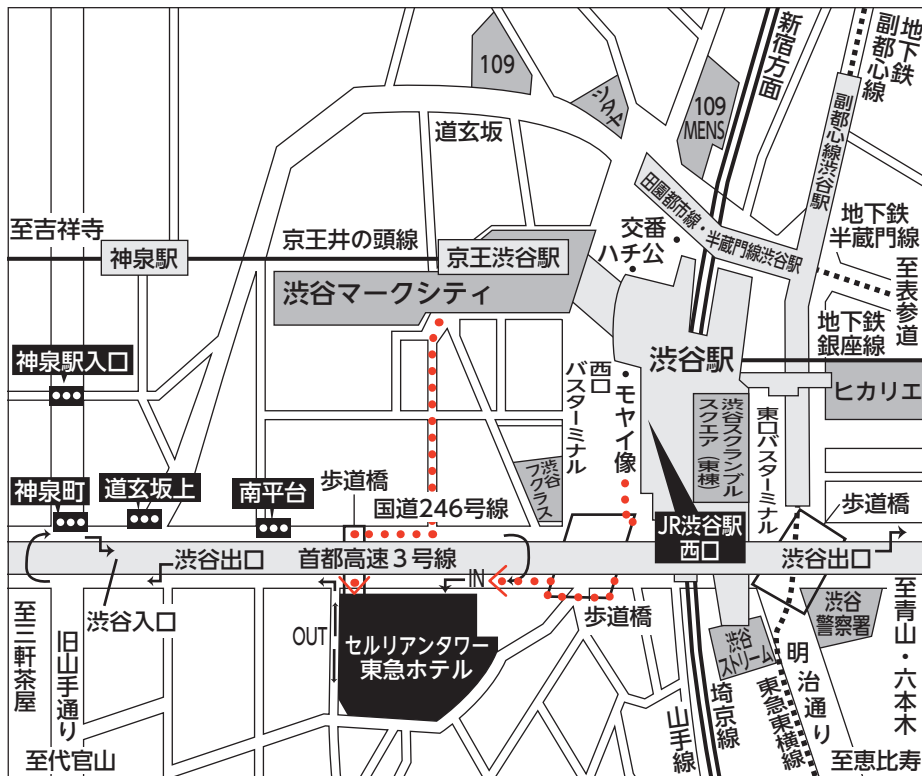 109
シダチ
109
MENS
新宿方面
地下鉄
副都心線
副都心線渋谷駅
道玄坂
田園都市線・半蔵門線渋谷駅
地下鉄
半蔵門線
至吉祥寺
神泉駅
京王井の頭線
京王渋谷駅
交番
ハチ公
至表参道
渋谷マークシティ
地下鉄
銀座線
渋谷駅
神泉駅入口
西口
バスターミナル
モヤイ像
渋谷スクランブル
スクエア(東棟)
東口バスターミナル
ヒカリエ
渋谷
フクラス
神泉町
道玄坂上
南平台
歩道橋
国道246号線
JR渋谷駅
西口
歩道橋
渋谷出口
首都高速3号線
渋谷出口
渋谷入口
IN
OUT
歩道橋
セルリアンタワー
東急ホテル
渋谷
警察署
渋谷
ストリーム
至三軒茶屋
旧山手通り
山手線
埼京線
東急東横線
明治通り
至青山・六本木
至代官山
至恵比寿